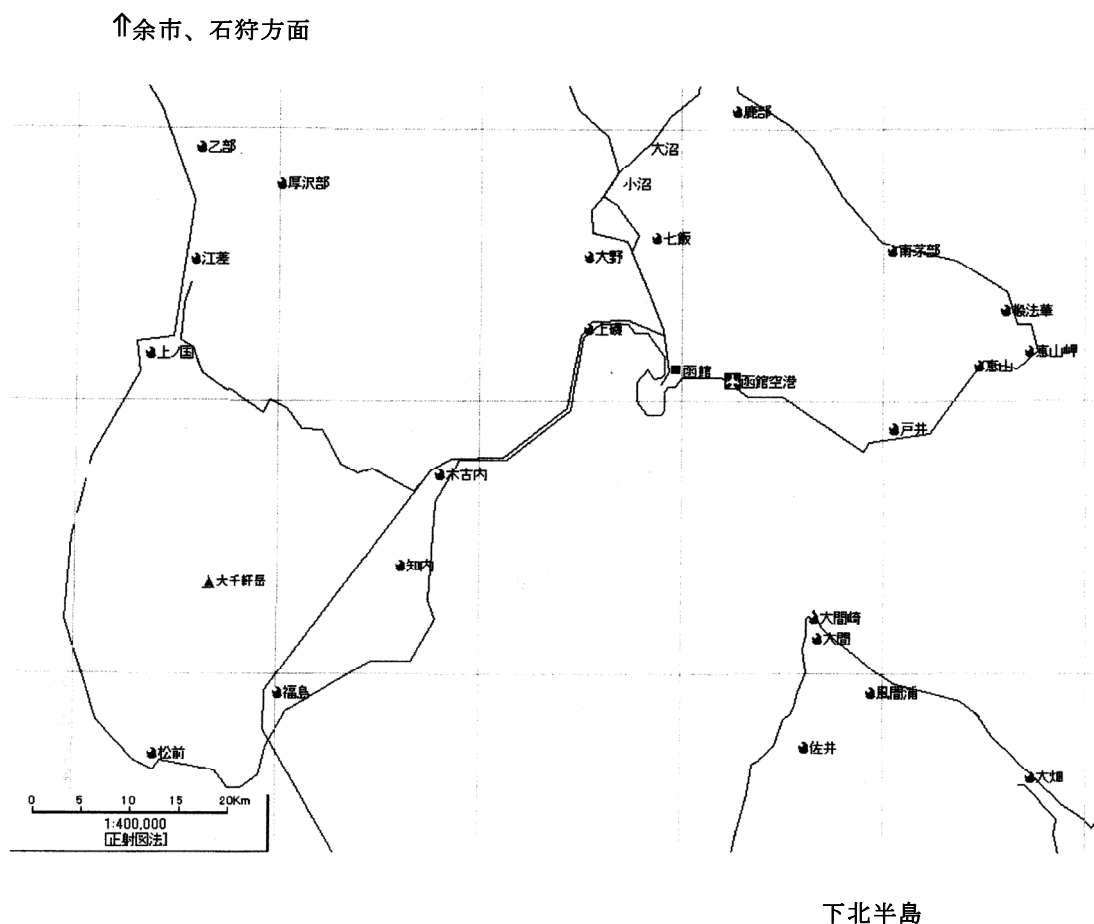 ⇑余市、石狩方面
鹿部
乙部
大沼
厚沢部
小沼
七飯
南茅部
江差
大野
椴法華
上磯
上ノ国
恵山岬
函館
恵山
函館空港
戸井
木古内
知内
大千軒岳
大間崎
大間
福島
風間浦
佐井
松前
大畑
0 5 10 15 20Km
1:400,000
[正射図法]
下北半島